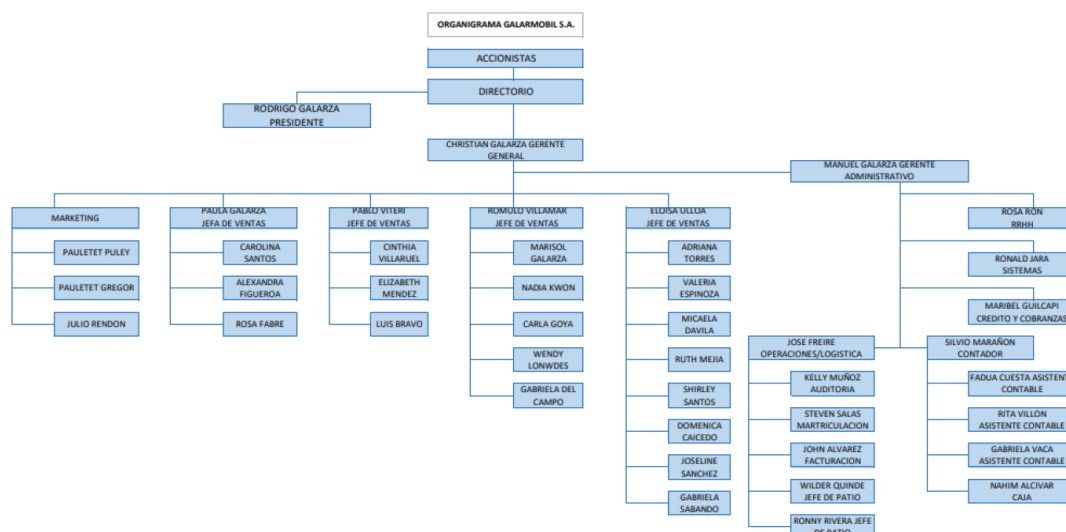 ORGANIGRAMA GALARMOBIL S.A.
ACCIONISTAS
DIRECTORIO
RODRIGO GALARZA
PRESIDENTE
CHRISTIAN GALARZA GERENTE
GENERAL
MANUEL GALARZA GERENTE
ADMINISTRATIVO
MARKETING
PAULETET PULEY
PAULETET GREGOR
JULIO RENDON
PAULA GALARZA
JEFA DE VENTAS
CAROLINA
SANTOS
ALEXANDRA
FIGUEROA
ROSA FABRE
PABLO VITERI
JEFE DE VENTAS
CINTHIA
VILLARUEL
ELIZABETH
MENDEZ
LUIS BRAVO
ROMULO VILLAMAR
JEFE DE VENTAS
MARISOL
GALARZA
NADIA KWON
CARLA GOYA
WENDY
LONWDES
GABRIELA DEL
CAMPO
ELOISA ULLOA
JEFE DE VENTAS
ADRIANA
TORRES
VALERIA
ESPINOZA
MICAELA
DAVILA
RUTH MEJIA
SHIRLEY
SANTOS
DOMENICA
CAICEDO
JOSELINE
SANCHEZ
GABRIELA
SABANDO
ROSA RON
RRHH
RONALD JARA
SISTEMAS
MARIBEL GUILCAPI
CREDITO Y COBRANZAS
JOSE FREIRE
OPERACIONES/LOGISTICA
KELLY MUÑOZ
AUDITORIA
STEVEN SALAS
MARTRICULACION
JOHN ALVAREZ
FACTURACION
WILDER QUINDE
JEFE DE PATIO
RONNY RIVERA JEFE
DE PATIO
SILVIO MARAÑON
CONTADOR
FADUA CUESTA ASISTENT
CONTABLE
RITA VILLON
ASISTENTE CONTABLE
GABRIELA VACA
ASISTENTE CONTABLE
NAHIM ALCIVAR
CAJA